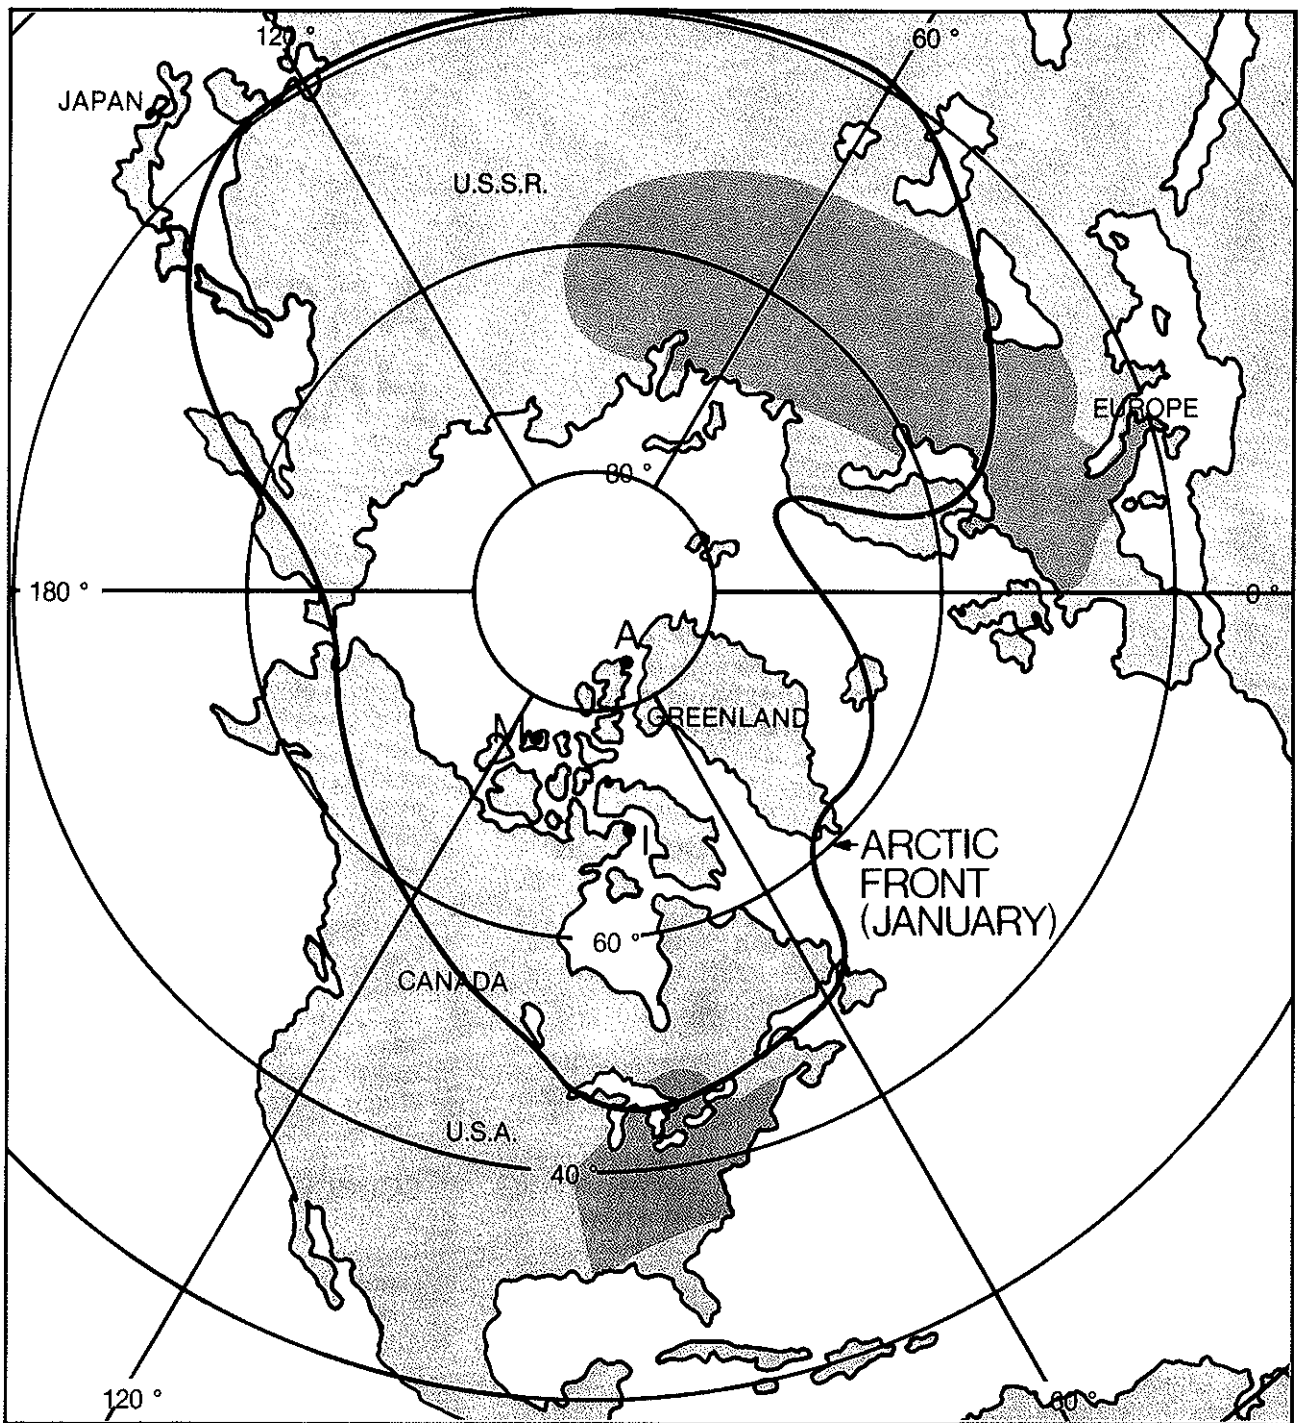 120 °
60 °
JAPAN
U.S.S.R.
EUROPE
80 °
180 °
0 °
A
M
GREENLAND
I
ARCTIC
FRONT
(JANUARY)
60 °
CANADA
U.S.A.
40 °
120 °
60 °